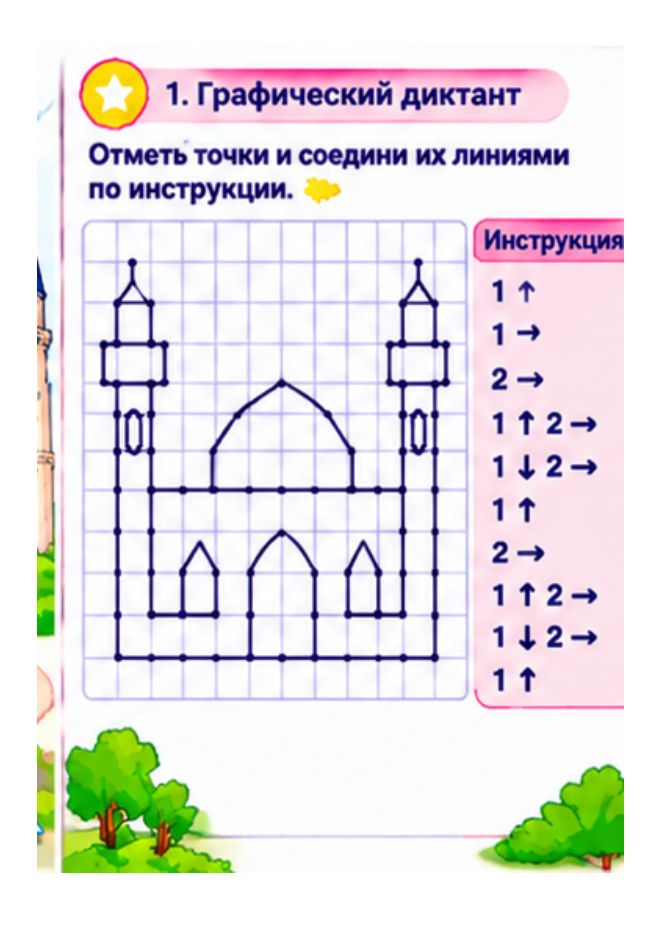 1. Графический диктант
Отметь точки и соедини их линиями
по инструкции.
Инструкция
1 ↑
1 →
2 →
1 ↑ 2 →
1 ↓ 2 →
1 ↑
2 →
1 ↑ 2 →
1 ↓ 2 →
1 ↑